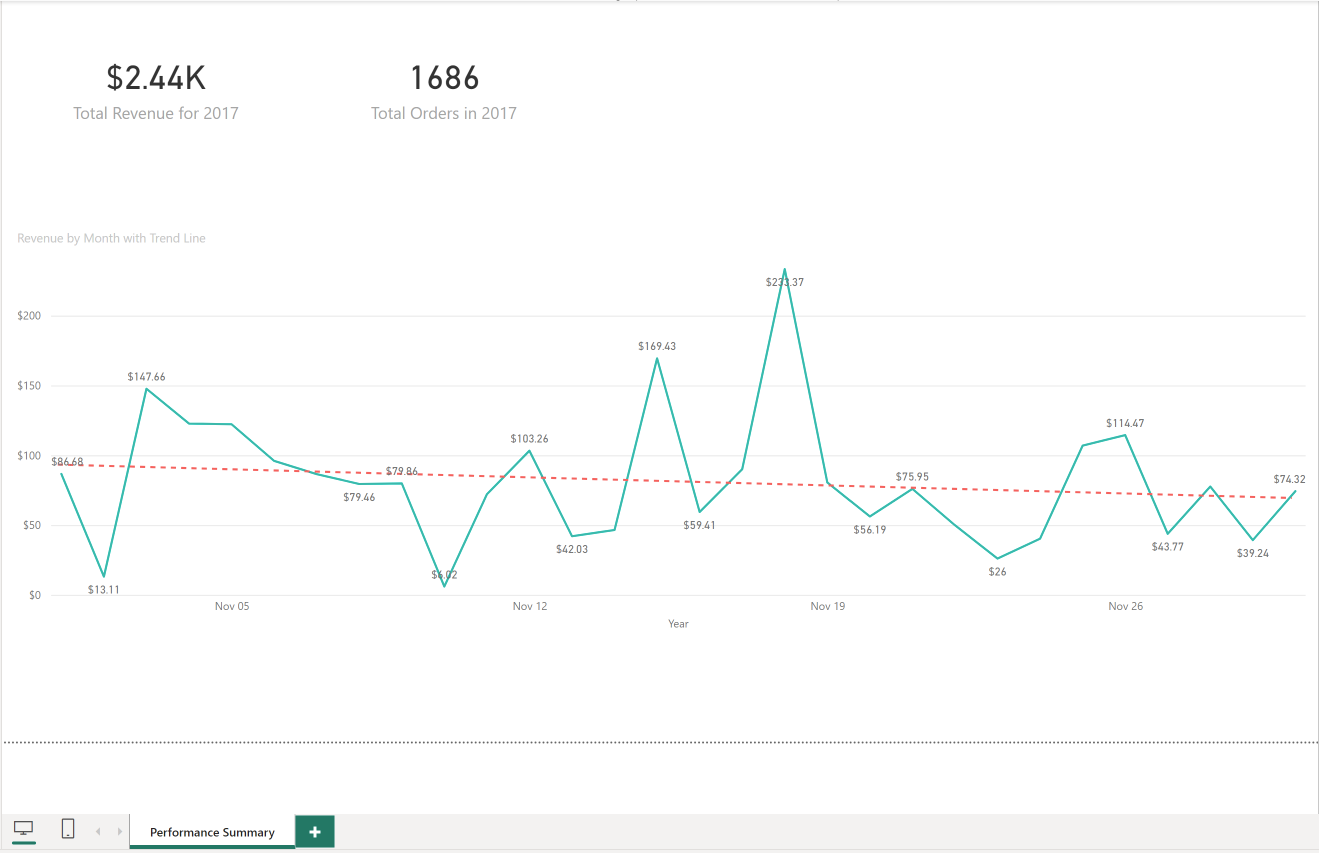 $2.44K
Total Revenue for 2017
1686
Total Orders in 2017
Revenue by Month with Trend Line
$200
$150
$100
$50
$0
$86.68
$13.11
$147.66
$79.46
$79.86
$6.02
$103.26
$42.03
$169.43
$59.41
$233.37
$56.19
$75.95
$26
$114.47
$43.77
$39.24
$74.32
Nov 05
Nov 12
Nov 19
Nov 26
Year
Performance Summary